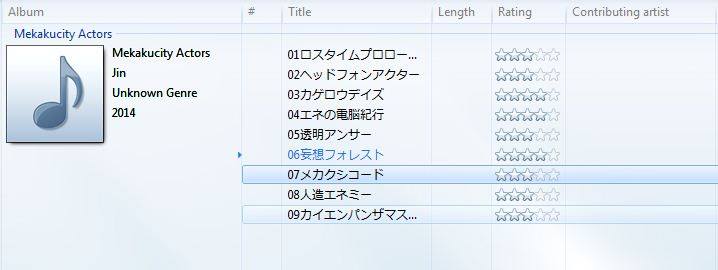 Album # Title Length Rating Contributing artist
Mekakucity Actors
Mekakucity Actors
Jin
Unknown Genre
2014
01ロスタイムプロロー...
02ヘッドフォンアクター
03カゲロウデイズ
04エネの電脳紀行
05透明アンサー
06妄想フォレスト
07メカクシコード
08人造エネミー
09カイエンパンザマス...